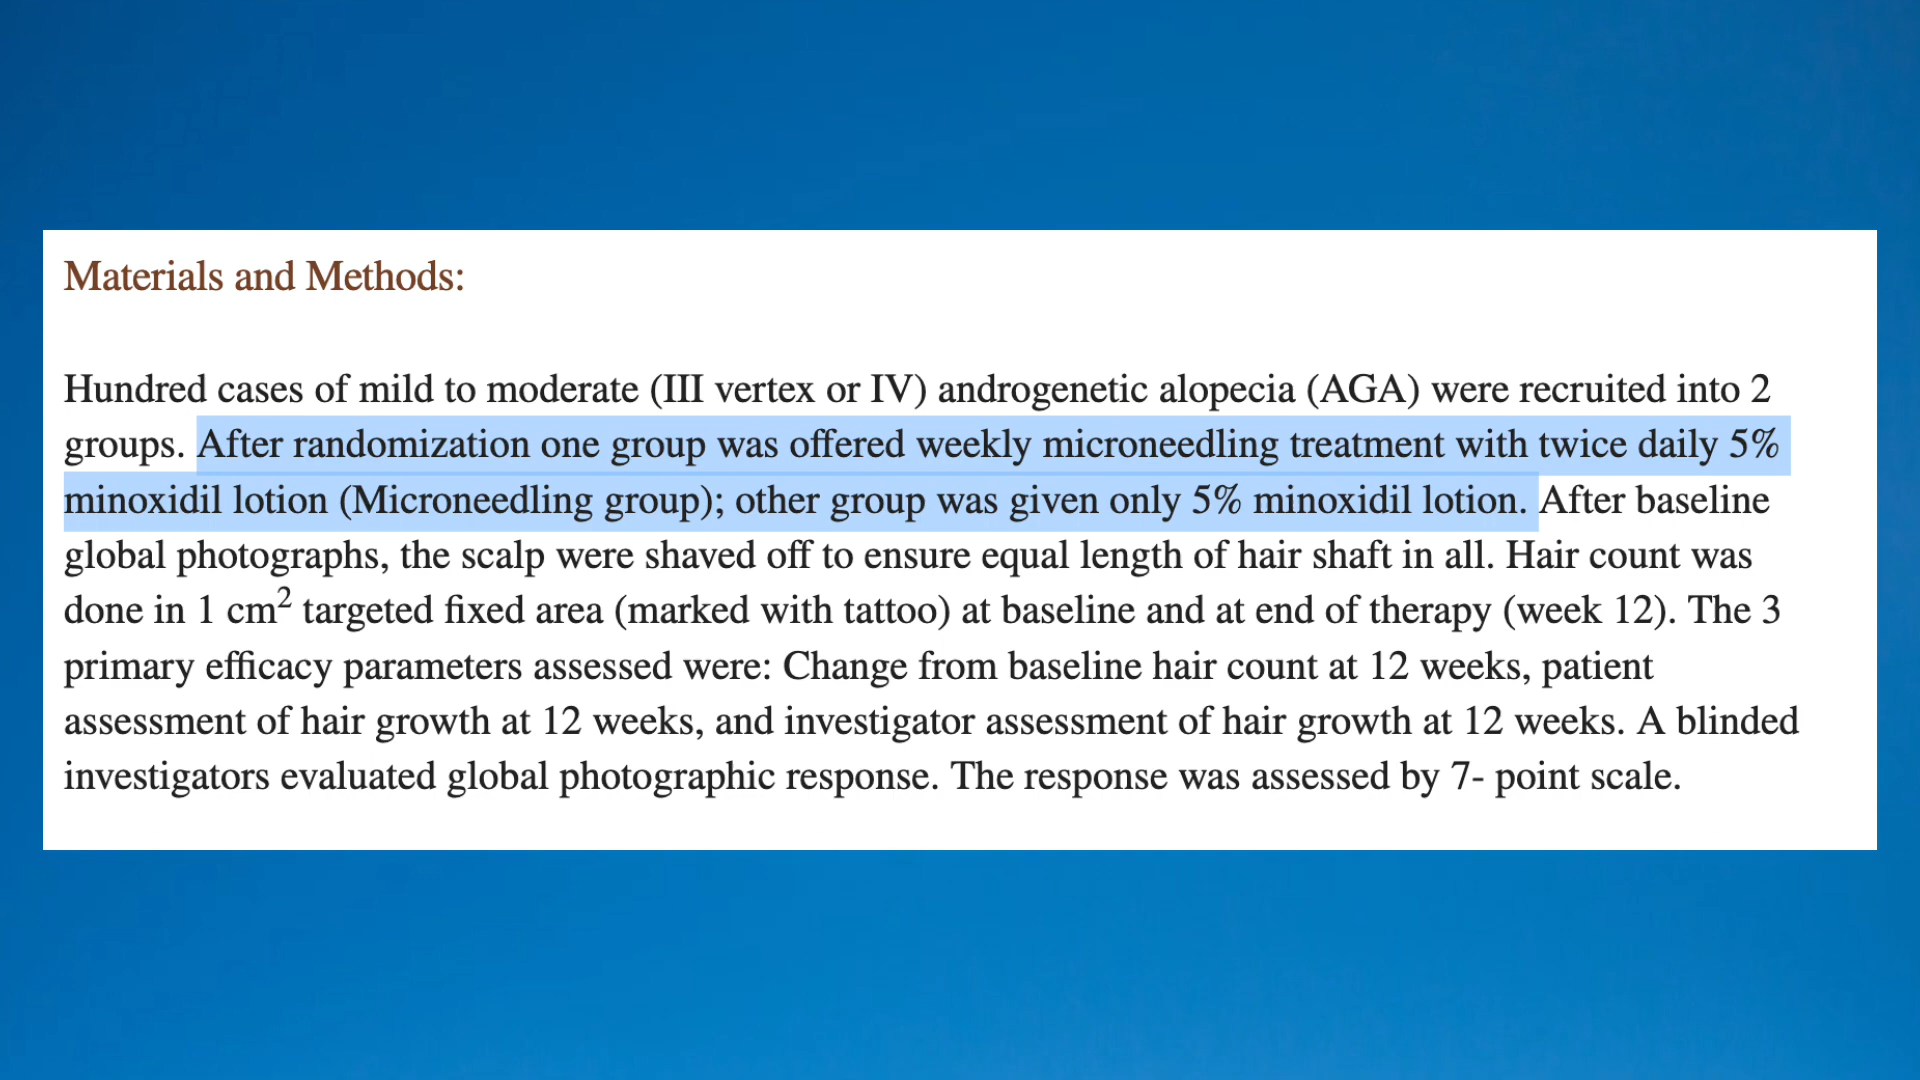 Materials and Methods:
Hundred cases of mild to moderate (III vertex or IV) androgenetic alopecia (AGA) were recruited into 2
groups. After randomization one group was offered weekly microneedling treatment with twice daily 5%
minoxidil lotion (Microneedling group); other group was given only 5% minoxidil lotion. After baseline
global photographs, the scalp were shaved off to ensure equal length of hair shaft in all. Hair count was
done in 1 cm² targeted fixed area (marked with tattoo) at baseline and at end of therapy (week 12). The 3
primary efficacy parameters assessed were: Change from baseline hair count at 12 weeks, patient
assessment of hair growth at 12 weeks, and investigator assessment of hair growth at 12 weeks. A blinded
investigators evaluated global photographic response. The response was assessed by 7- point scale.